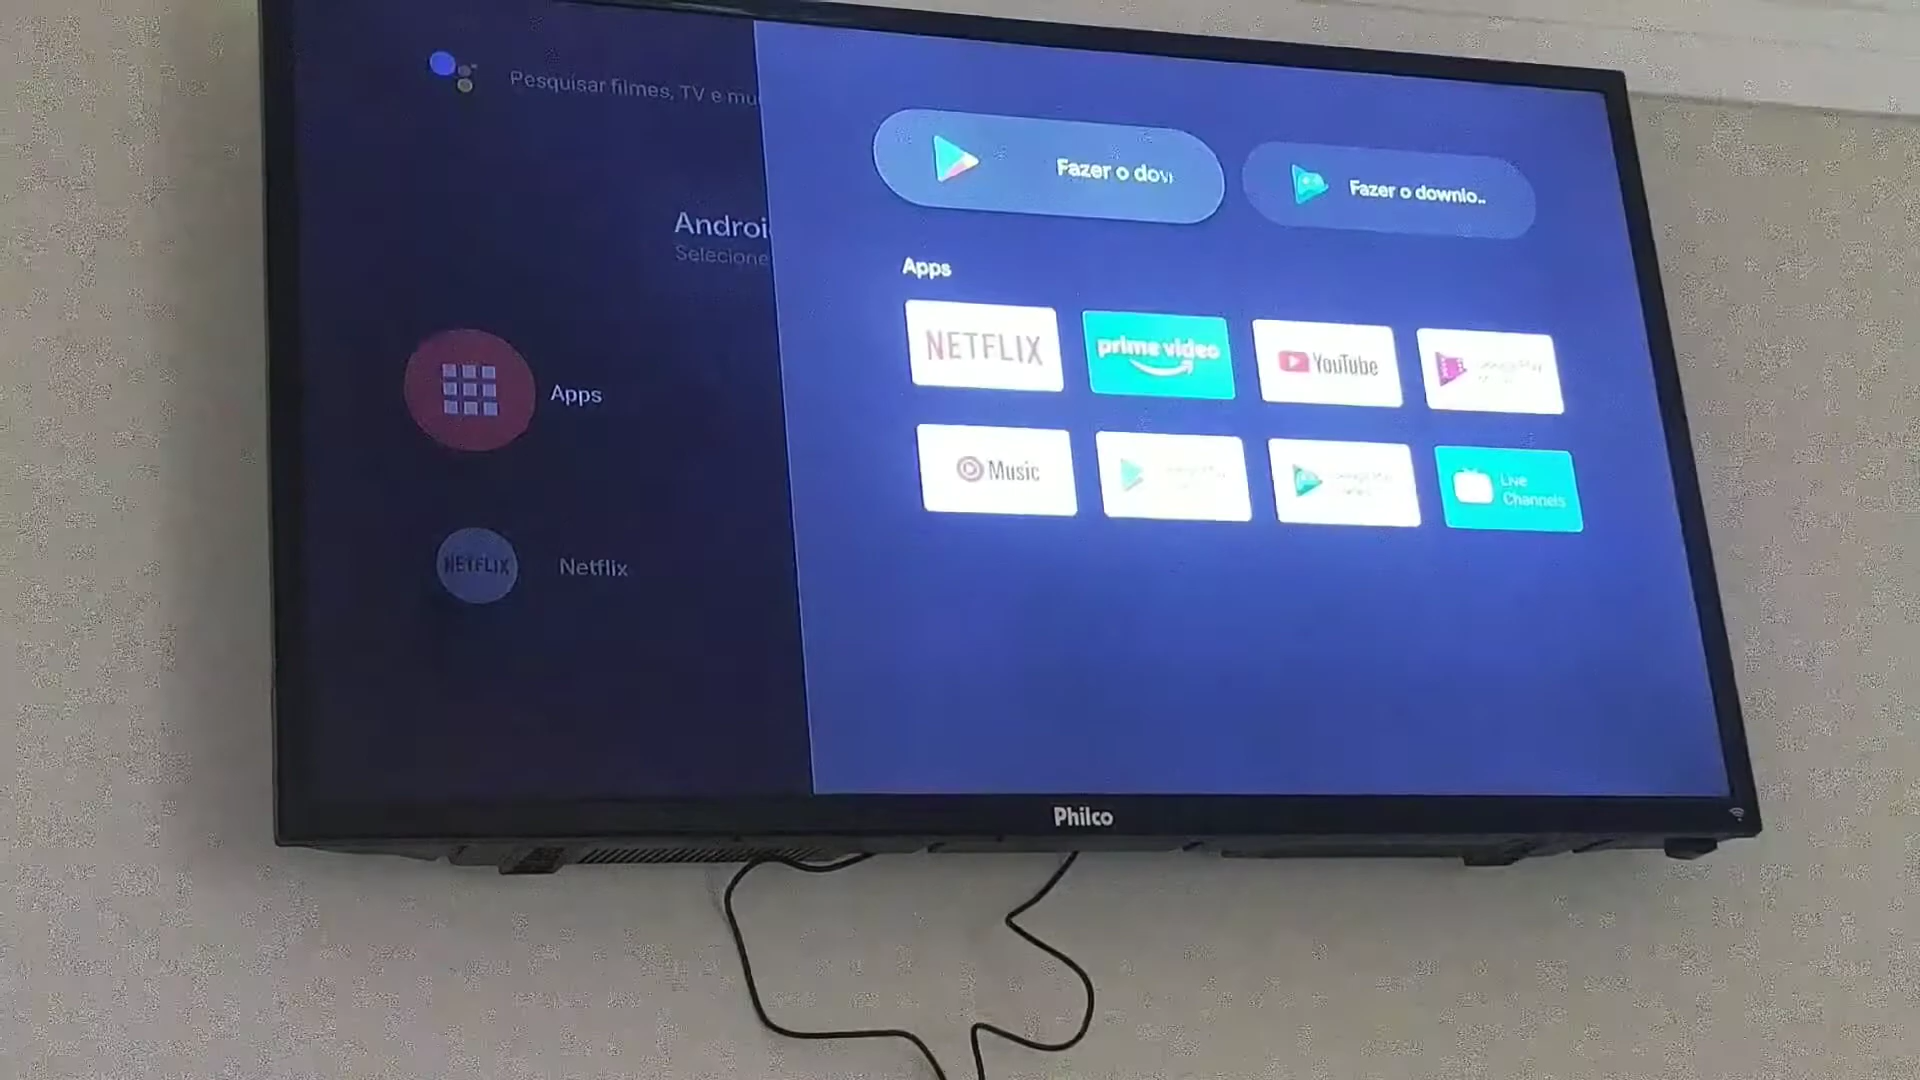 Pesquisar filmes, TV e mu
Androi
Selecione
Apps
NETFLIX
Netflix
Fazer o dow
Fazer o downlo..
Apps
NETFLIX
prime video
YouTube
Music
Live
Channels
Philco